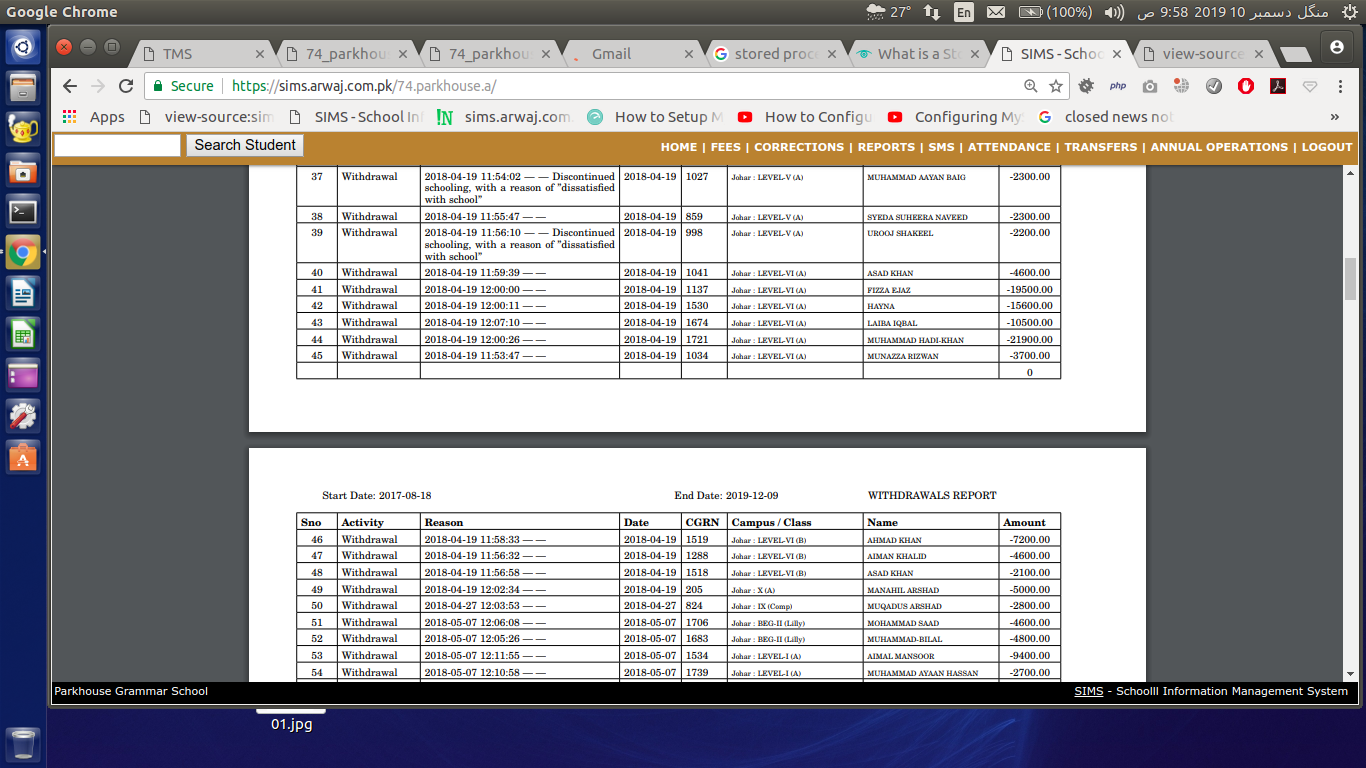 Google Chrome 27° En (100%) منگل دسمبر 10 2019 9:58 ص
TMS 74_parkhous 74_parkhous Gmail stored proce What is a Sto SIMS - Schoo view-source:
Secure https://sims.arwaj.com.pk/74.parkhouse.a/ php
Apps view-source:sim SIMS - School Inf sims.arwaj.com. How to Setup M How to Configu Configuring My closed news not »
Search Student HOME | FEES | CORRECTIONS | REPORTS | SMS | ATTENDANCE | TRANSFERS | ANNUAL OPERATIONS | LOGOUT
37 Withdrawal 2018-04-19 11:54:02 — — Discontinued 2018-04-19 1027 Johar : LEVEL-V (A) MUHAMMAD AAYAN BAIG -2300.00
schooling, with a reason of "dissatisfied
with school"
38 Withdrawal 2018-04-19 11:55:47 — — 2018-04-19 859 Johar : LEVEL-V (A) SYEDA SUHEERA NAVEED -2300.00
39 Withdrawal 2018-04-19 11:56:10 — — Discontinued 2018-04-19 998 Johar : LEVEL-V (A) UROOJ SHAKEEL -2200.00
schooling, with a reason of "dissatisfied
with school"
40 Withdrawal 2018-04-19 11:59:39 — — 2018-04-19 1041 Johar : LEVEL-VI (A) ASAD KHAN -4600.00
41 Withdrawal 2018-04-19 12:00:00 — — 2018-04-19 1137 Johar : LEVEL-VI (A) FIZZA EJAZ -19500.00
42 Withdrawal 2018-04-19 12:00:11 — — 2018-04-19 1530 Johar : LEVEL-VI (A) HAYNA -15600.00
43 Withdrawal 2018-04-19 12:07:10 — — 2018-04-19 1674 Johar : LEVEL-VI (A) LAIBA IQBAL -10500.00
44 Withdrawal 2018-04-19 12:00:26 — — 2018-04-19 1721 Johar : LEVEL-VI (A) MUHAMMAD HADI-KHAN -21900.00
45 Withdrawal 2018-04-19 11:53:47 — — 2018-04-19 1034 Johar : LEVEL-VI (A) MUNAZZA RIZWAN -3700.00
0
Start Date: 2017-08-18 End Date: 2019-12-09 WITHDRAWALS REPORT
Sno Activity Reason Date CGRN Campus / Class Name Amount
46 Withdrawal 2018-04-19 11:58:33 — — 2018-04-19 1519 Johar : LEVEL-VI (B) AHMAD KHAN -7200.00
47 Withdrawal 2018-04-19 11:56:32 — — 2018-04-19 1288 Johar : LEVEL-VI (B) AIMAN KHALID -4600.00
48 Withdrawal 2018-04-19 11:56:58 — — 2018-04-19 1518 Johar : LEVEL-VI (B) ASAD KHAN -2100.00
49 Withdrawal 2018-04-19 12:02:34 — — 2018-04-19 205 Johar : X (A) MANAHIL ARSHAD -5000.00
50 Withdrawal 2018-04-27 12:03:53 — — 2018-04-27 824 Johar : IX (Comp) MUQADUS ARSHAD -2800.00
51 Withdrawal 2018-05-07 12:06:08 — — 2018-05-07 1706 Johar : BEG-II (Lilly) MOHAMMAD SAAD -4600.00
52 Withdrawal 2018-05-07 12:05:26 — — 2018-05-07 1683 Johar : BEG-II (Lilly) MUHAMMAD-BILAL -4800.00
53 Withdrawal 2018-05-07 12:11:55 — — 2018-05-07 1534 Johar : LEVEL-I (A) AIMAL MANSOOR -9400.00
54 Withdrawal 2018-05-07 12:10:58 — — 2018-05-07 1739 Johar : LEVEL-I (A) MUHAMMAD AYAAN HASSAN -2700.00
Parkhouse Grammar School SIMS - Schoolll Information Management System
01.jpg